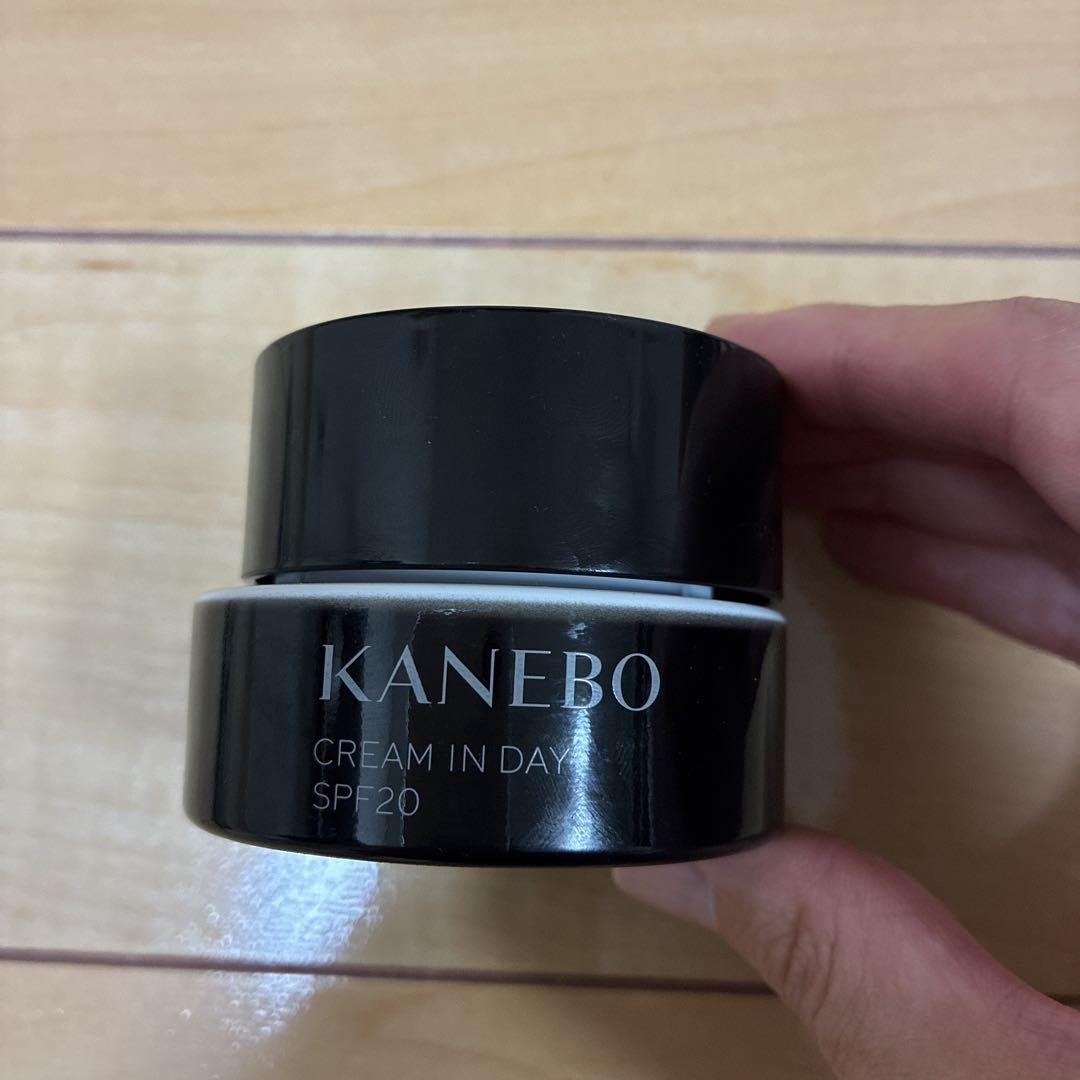 KANEBO
CREAM IN DAY
SPF20